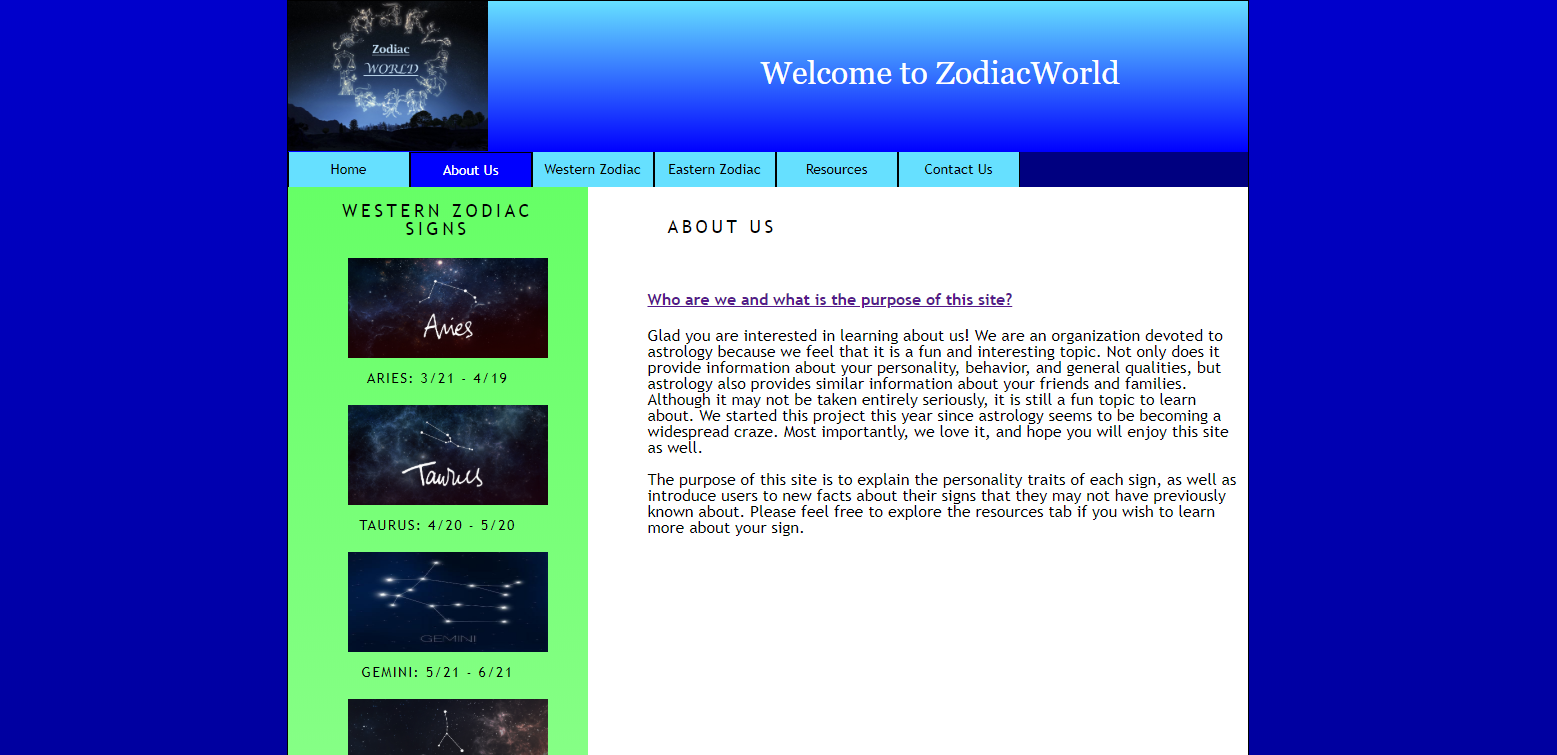 Zodiac
WORLD
Welcome to ZodiacWorld
Home
About Us
Western Zodiac
Eastern Zodiac
Resources
Contact Us
WESTERN ZODIAC
SIGNS
Aries
ARIES: 3/21 - 4/19
Taurus
TAURUS: 4/20 - 5/20
GEMINI
GEMINI: 5/21 - 6/21
ABOUT US
Who are we and what is the purpose of this site?
Glad you are interested in learning about us! We are an organization devoted to
astrology because we feel that it is a fun and interesting topic. Not only does it
provide information about your personality, behavior, and general qualities, but
astrology also provides similar information about your friends and families.
Although it may not be taken entirely seriously, it is still a fun topic to learn
about. We started this project this year since astrology seems to be becoming a
widespread craze. Most importantly, we love it, and hope you will enjoy this site
as well.
The purpose of this site is to explain the personality traits of each sign, as well as
introduce users to new facts about their signs that they may not have previously
known about. Please feel free to explore the resources tab if you wish to learn
more about your sign.